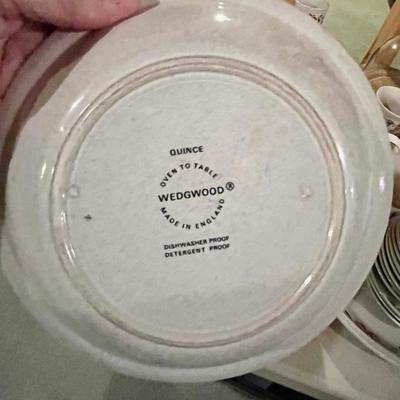 QUINCE
OVEN TO TABLE
WEDGWOOD®
MADE IN ENGLAND
DISHWASHER PROOF
DETERGENT PROOF